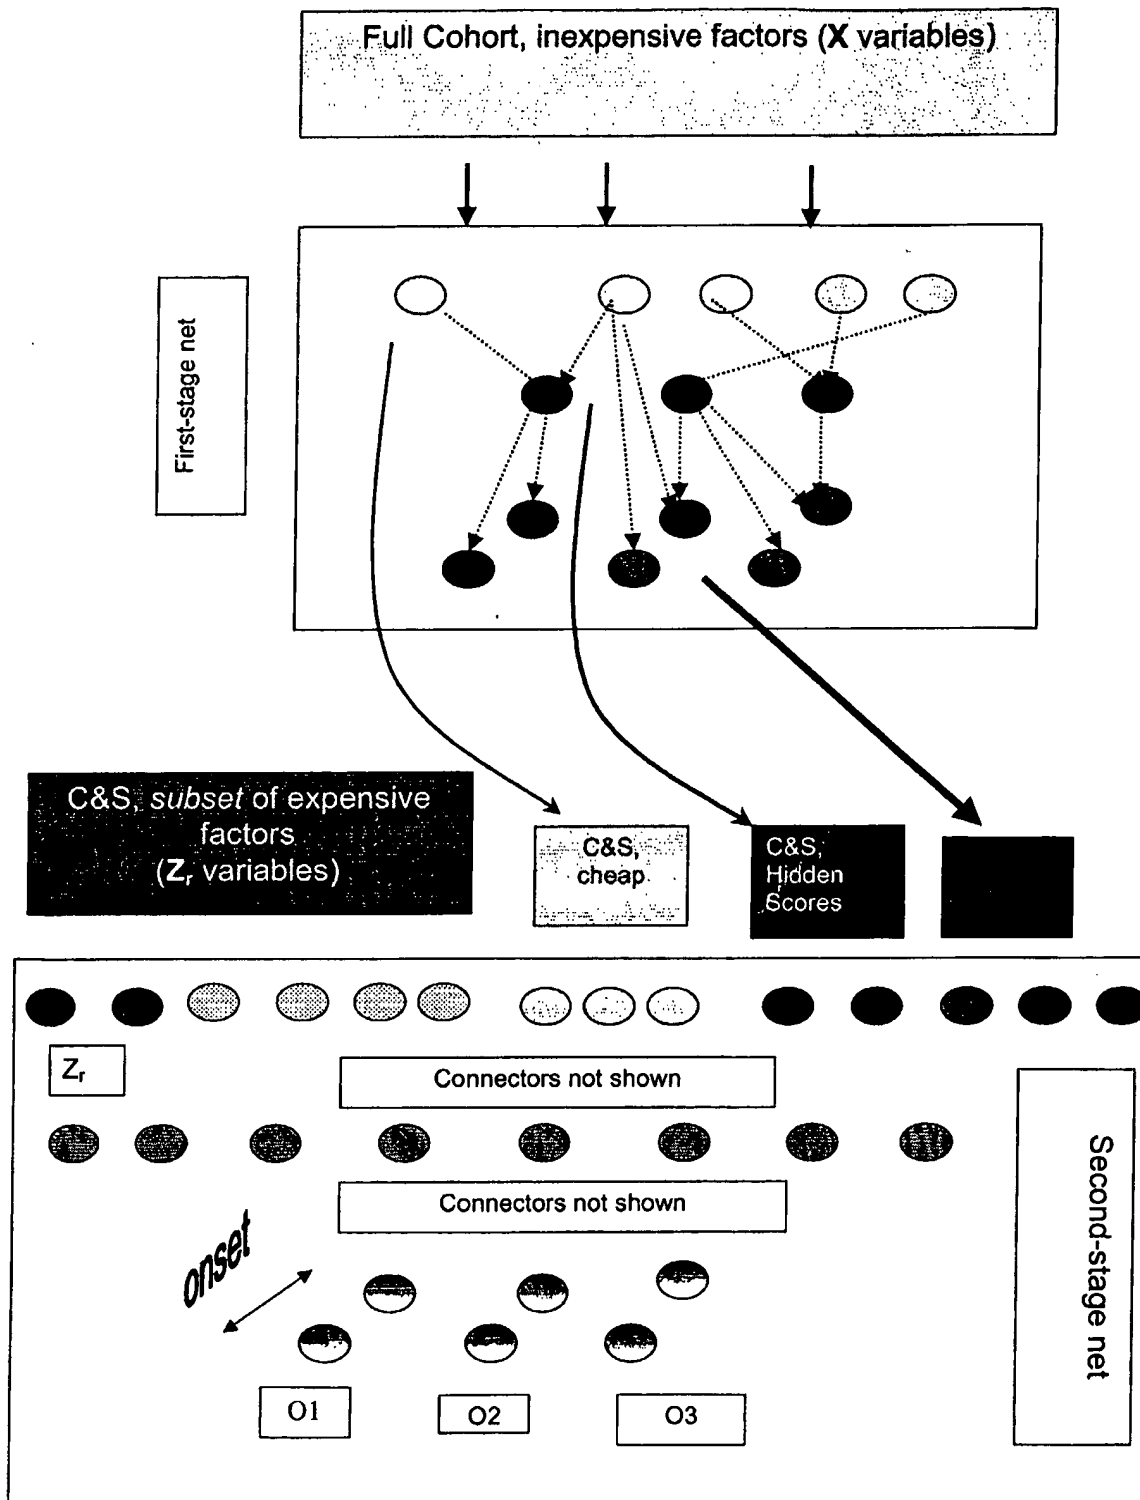 Full Cohort, inexpensive factors (X variables)
First-stage net
C&S, subset of expensive
factors
(Zr variables)
C&S,
cheap
C&S,
Hidden
Scores
Zr
Connectors not shown
Connectors not shown
Second-stage net
onset
O1
O2
O3